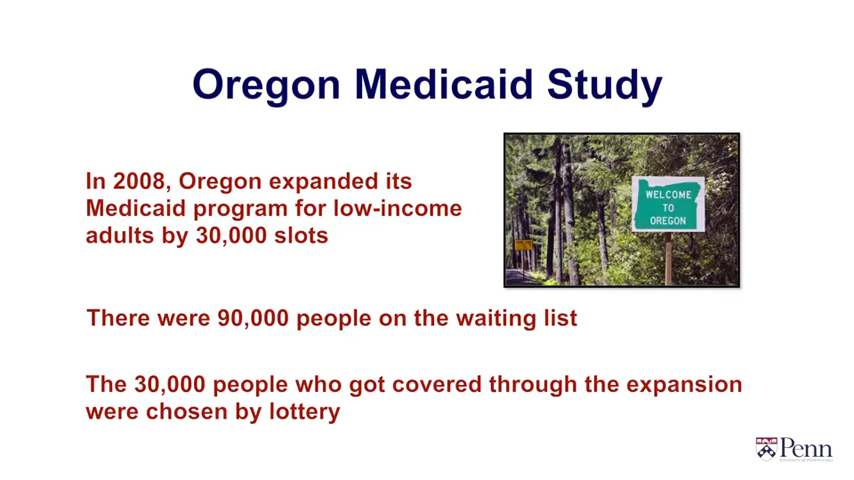 Oregon Medicaid Study
In 2008, Oregon expanded its
Medicaid program for low-income
adults by 30,000 slots
WELCOME
TO
OREGON
There were 90,000 people on the waiting list
The 30,000 people who got covered through the expansion
were chosen by lottery
Penn